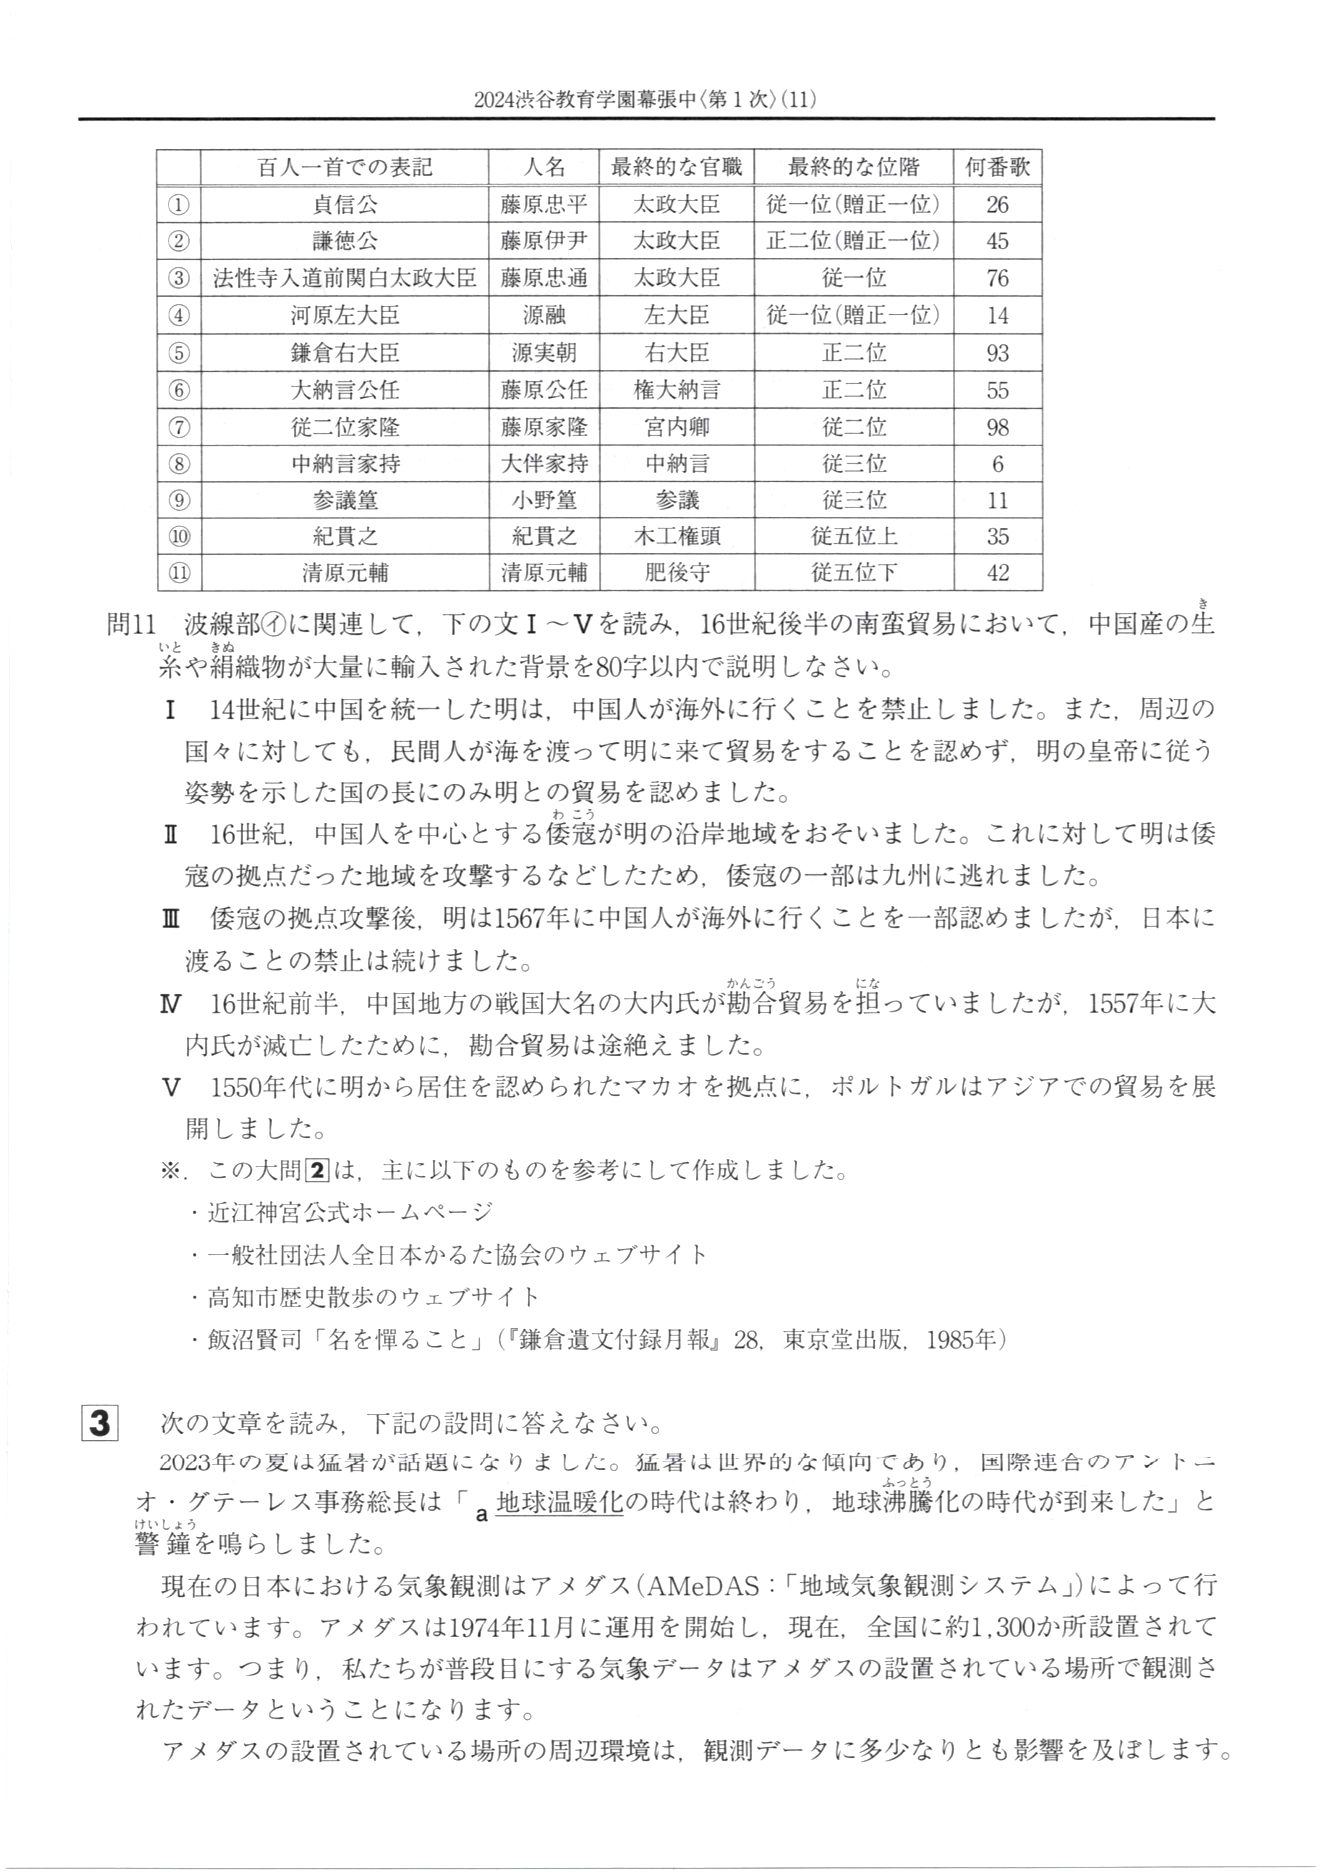 2024渋谷教育学園幕張中〈第1次〉(11)
百人一首での表記 人名 最終的な官職 最終的な位階 何番歌
① 貞信公 藤原忠平 太政大臣 従一位(贈正一位) 26
② 謙徳公 藤原伊尹 太政大臣 正二位(贈正一位) 45
③ 法性寺入道前関白太政大臣 藤原忠通 太政大臣 従一位 76
④ 河原左大臣 源融 左大臣 従一位(贈正一位) 14
⑤ 鎌倉右大臣 源実朝 右大臣 正二位 93
⑥ 大納言公任 藤原公任 権大納言 正二位 55
⑦ 従二位家隆 藤原家隆 宮内卿 従二位 98
⑧ 中納言家持 大伴家持 中納言 従三位 6
⑨ 参議篁 小野篁 参議 従三位 11
⑩ 紀貫之 紀貫之 木工権頭 従五位上 35
⑪ 清原元輔 清原元輔 肥後守 従五位下 42
問11 波線部㋑に関連して，下の文Ⅰ～Ⅴを読み，16世紀後半の南蛮貿易において，中国産の生
糸や絹織物が大量に輸入された背景を80字以内で説明しなさい。
Ⅰ 14世紀に中国を統一した明は，中国人が海外に行くことを禁止しました。また，周辺の
国々に対しても，民間人が海を渡って明に来て貿易をすることを認めず，明の皇帝に従う
姿勢を示した国の長にのみ明との貿易を認めました。
Ⅱ 16世紀，中国人を中心とする倭寇が明の沿岸地域をおそいました。これに対して明は倭
寇の拠点だった地域を攻撃するなどしたため，倭寇の一部は九州に逃れました。
Ⅲ 倭寇の拠点攻撃後，明は1567年に中国人が海外に行くことを一部認めましたが，日本に
渡ることの禁止は続けました。
Ⅳ 16世紀前半，中国地方の戦国大名の大内氏が勘合貿易を担っていましたが，1557年に大
内氏が滅亡したために，勘合貿易は途絶えました。
Ⅴ 1550年代に明から居住を認められたマカオを拠点に，ポルトガルはアジアでの貿易を展
開しました。
※．この大問2は，主に以下のものを参考にして作成しました。
・近江神宮公式ホームページ
・一般社団法人全日本かるた協会のウェブサイト
・高知市歴史散歩のウェブサイト
・飯沼賢司「名を憚ること」(『鎌倉遺文付録月報』28，東京堂出版，1985年)
3 次の文章を読み，下記の設問に答えなさい。
2023年の夏は猛暑が話題になりました。猛暑は世界的な傾向であり，国際連合のアントニ
オ・グテーレス事務総長は「a地球温暖化の時代は終わり，地球沸騰化の時代が到来した」と
警鐘を鳴らしました。
現在の日本における気象観測はアメダス(AMeDAS：「地域気象観測システム」)によって行
われています。アメダスは1974年11月に運用を開始し，現在，全国に約1,300か所設置されて
います。つまり，私たちが普段目にする気象データはアメダスの設置されている場所で観測さ
れたデータということになります。
アメダスの設置されている場所の周辺環境は，観測データに多少なりとも影響を及ぼします。